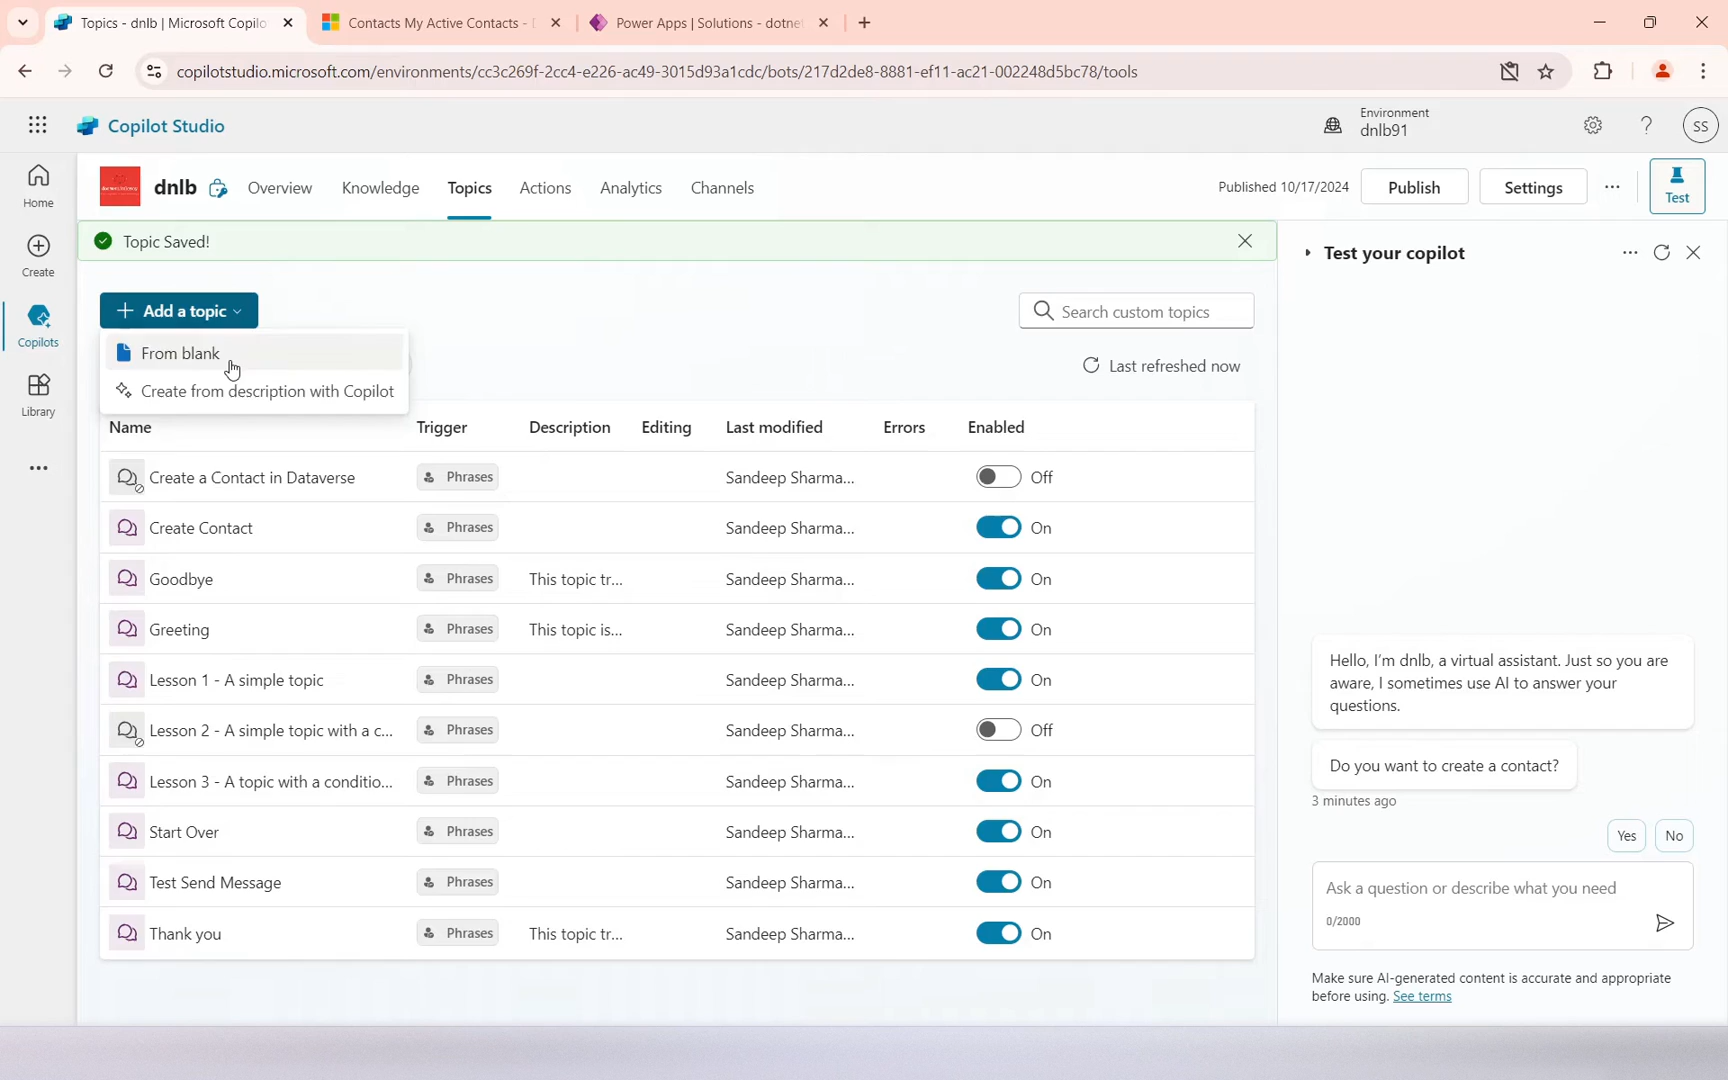 Topics - dnlb | Microsoft Copilo
Contacts My Active Contacts -
Power Apps | Solutions - dotne
copilotstudio.microsoft.com/environments/cc3c269f-2cc4-e226-ac49-3015d93a1cdc/bots/217d2de8-8881-ef11-ac21-002248d5bc78/tools
Copilot Studio
Environment
dnlb91
SS
Home
Create
Copilots
Library
dnlb
Overview
Knowledge
Topics
Actions
Analytics
Channels
Published 10/17/2024
Publish
Settings
Test
Topic Saved!
Add a topic
Search custom topics
From blank
Create from description with Copilot
Last refreshed now
Name Trigger Description Editing Last modified Errors Enabled
Create a Contact in Dataverse Phrases Sandeep Sharma... Off
Create Contact Phrases Sandeep Sharma... On
Goodbye Phrases This topic tr... Sandeep Sharma... On
Greeting Phrases This topic is... Sandeep Sharma... On
Lesson 1 - A simple topic Phrases Sandeep Sharma... On
Lesson 2 - A simple topic with a c... Phrases Sandeep Sharma... Off
Lesson 3 - A topic with a conditio... Phrases Sandeep Sharma... On
Start Over Phrases Sandeep Sharma... On
Test Send Message Phrases Sandeep Sharma... On
Thank you Phrases This topic tr... Sandeep Sharma... On
Test your copilot
Hello, I'm dnlb, a virtual assistant. Just so you are
aware, I sometimes use AI to answer your
questions.
Do you want to create a contact?
3 minutes ago
Yes
No
Ask a question or describe what you need
0/2000
Make sure AI-generated content is accurate and appropriate
before using. See terms